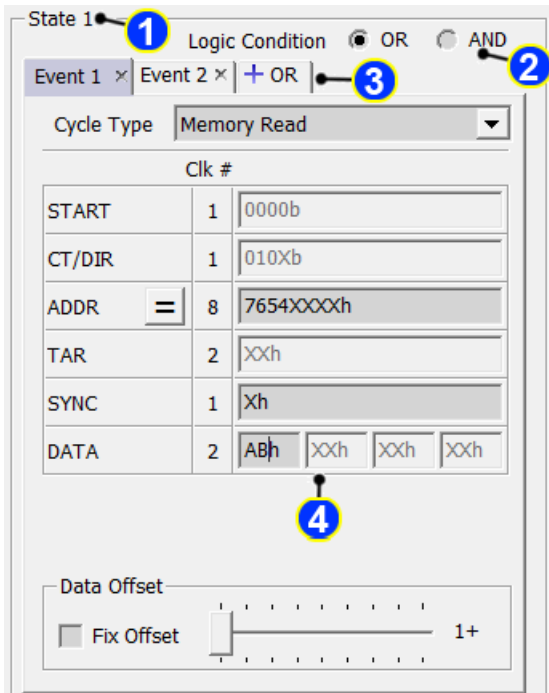 State 1 1
Logic Condition OR AND 2
Event 1 × Event 2 × + OR 3
Cycle Type Memory Read
Clk #
START 1 0000b
CT/DIR 1 010Xb
ADDR = 8 7654XXXXh
TAR 2 XXh
SYNC 1 Xh
DATA 2 ABh XXh XXh XXh
4
Data Offset
Fix Offset 1+